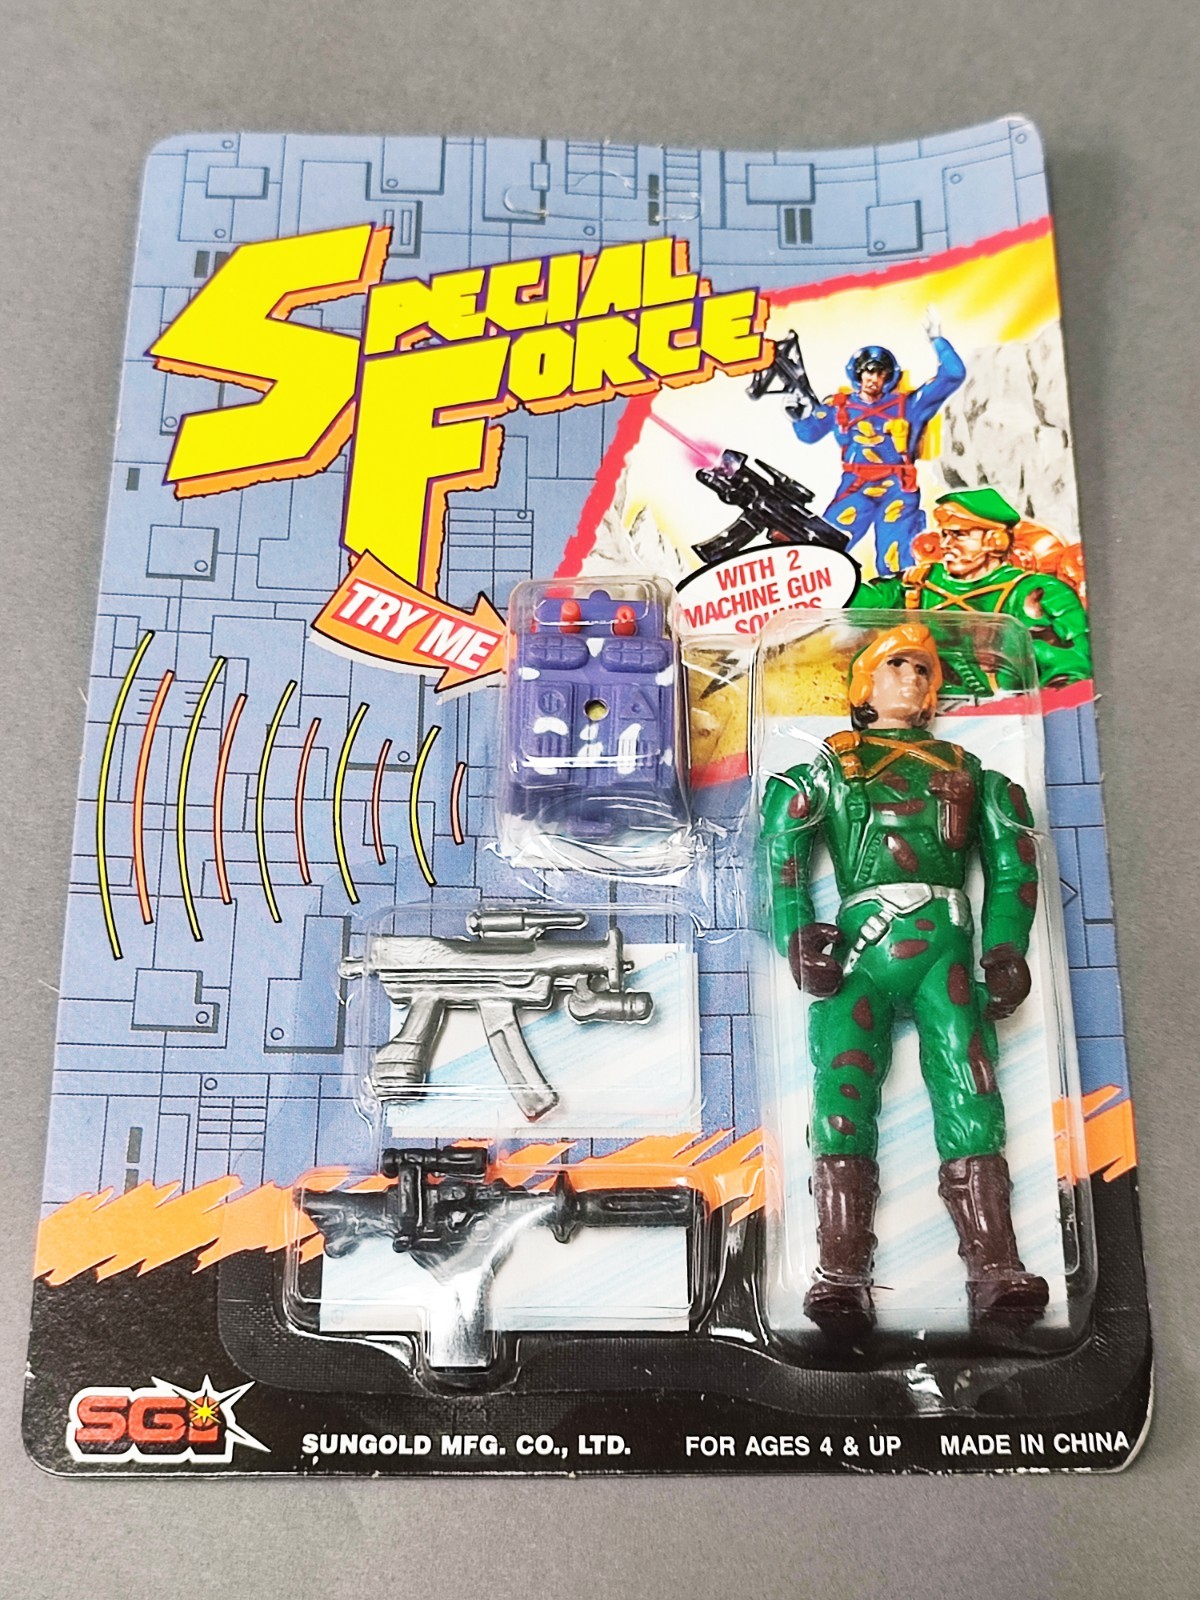 SPECIAL
FORCE
TRY ME
WITH 2
MACHINE GUN
SOUNDS
SGI
SUNGOLD MFG. CO., LTD. FOR AGES 4 & UP MADE IN CHINA